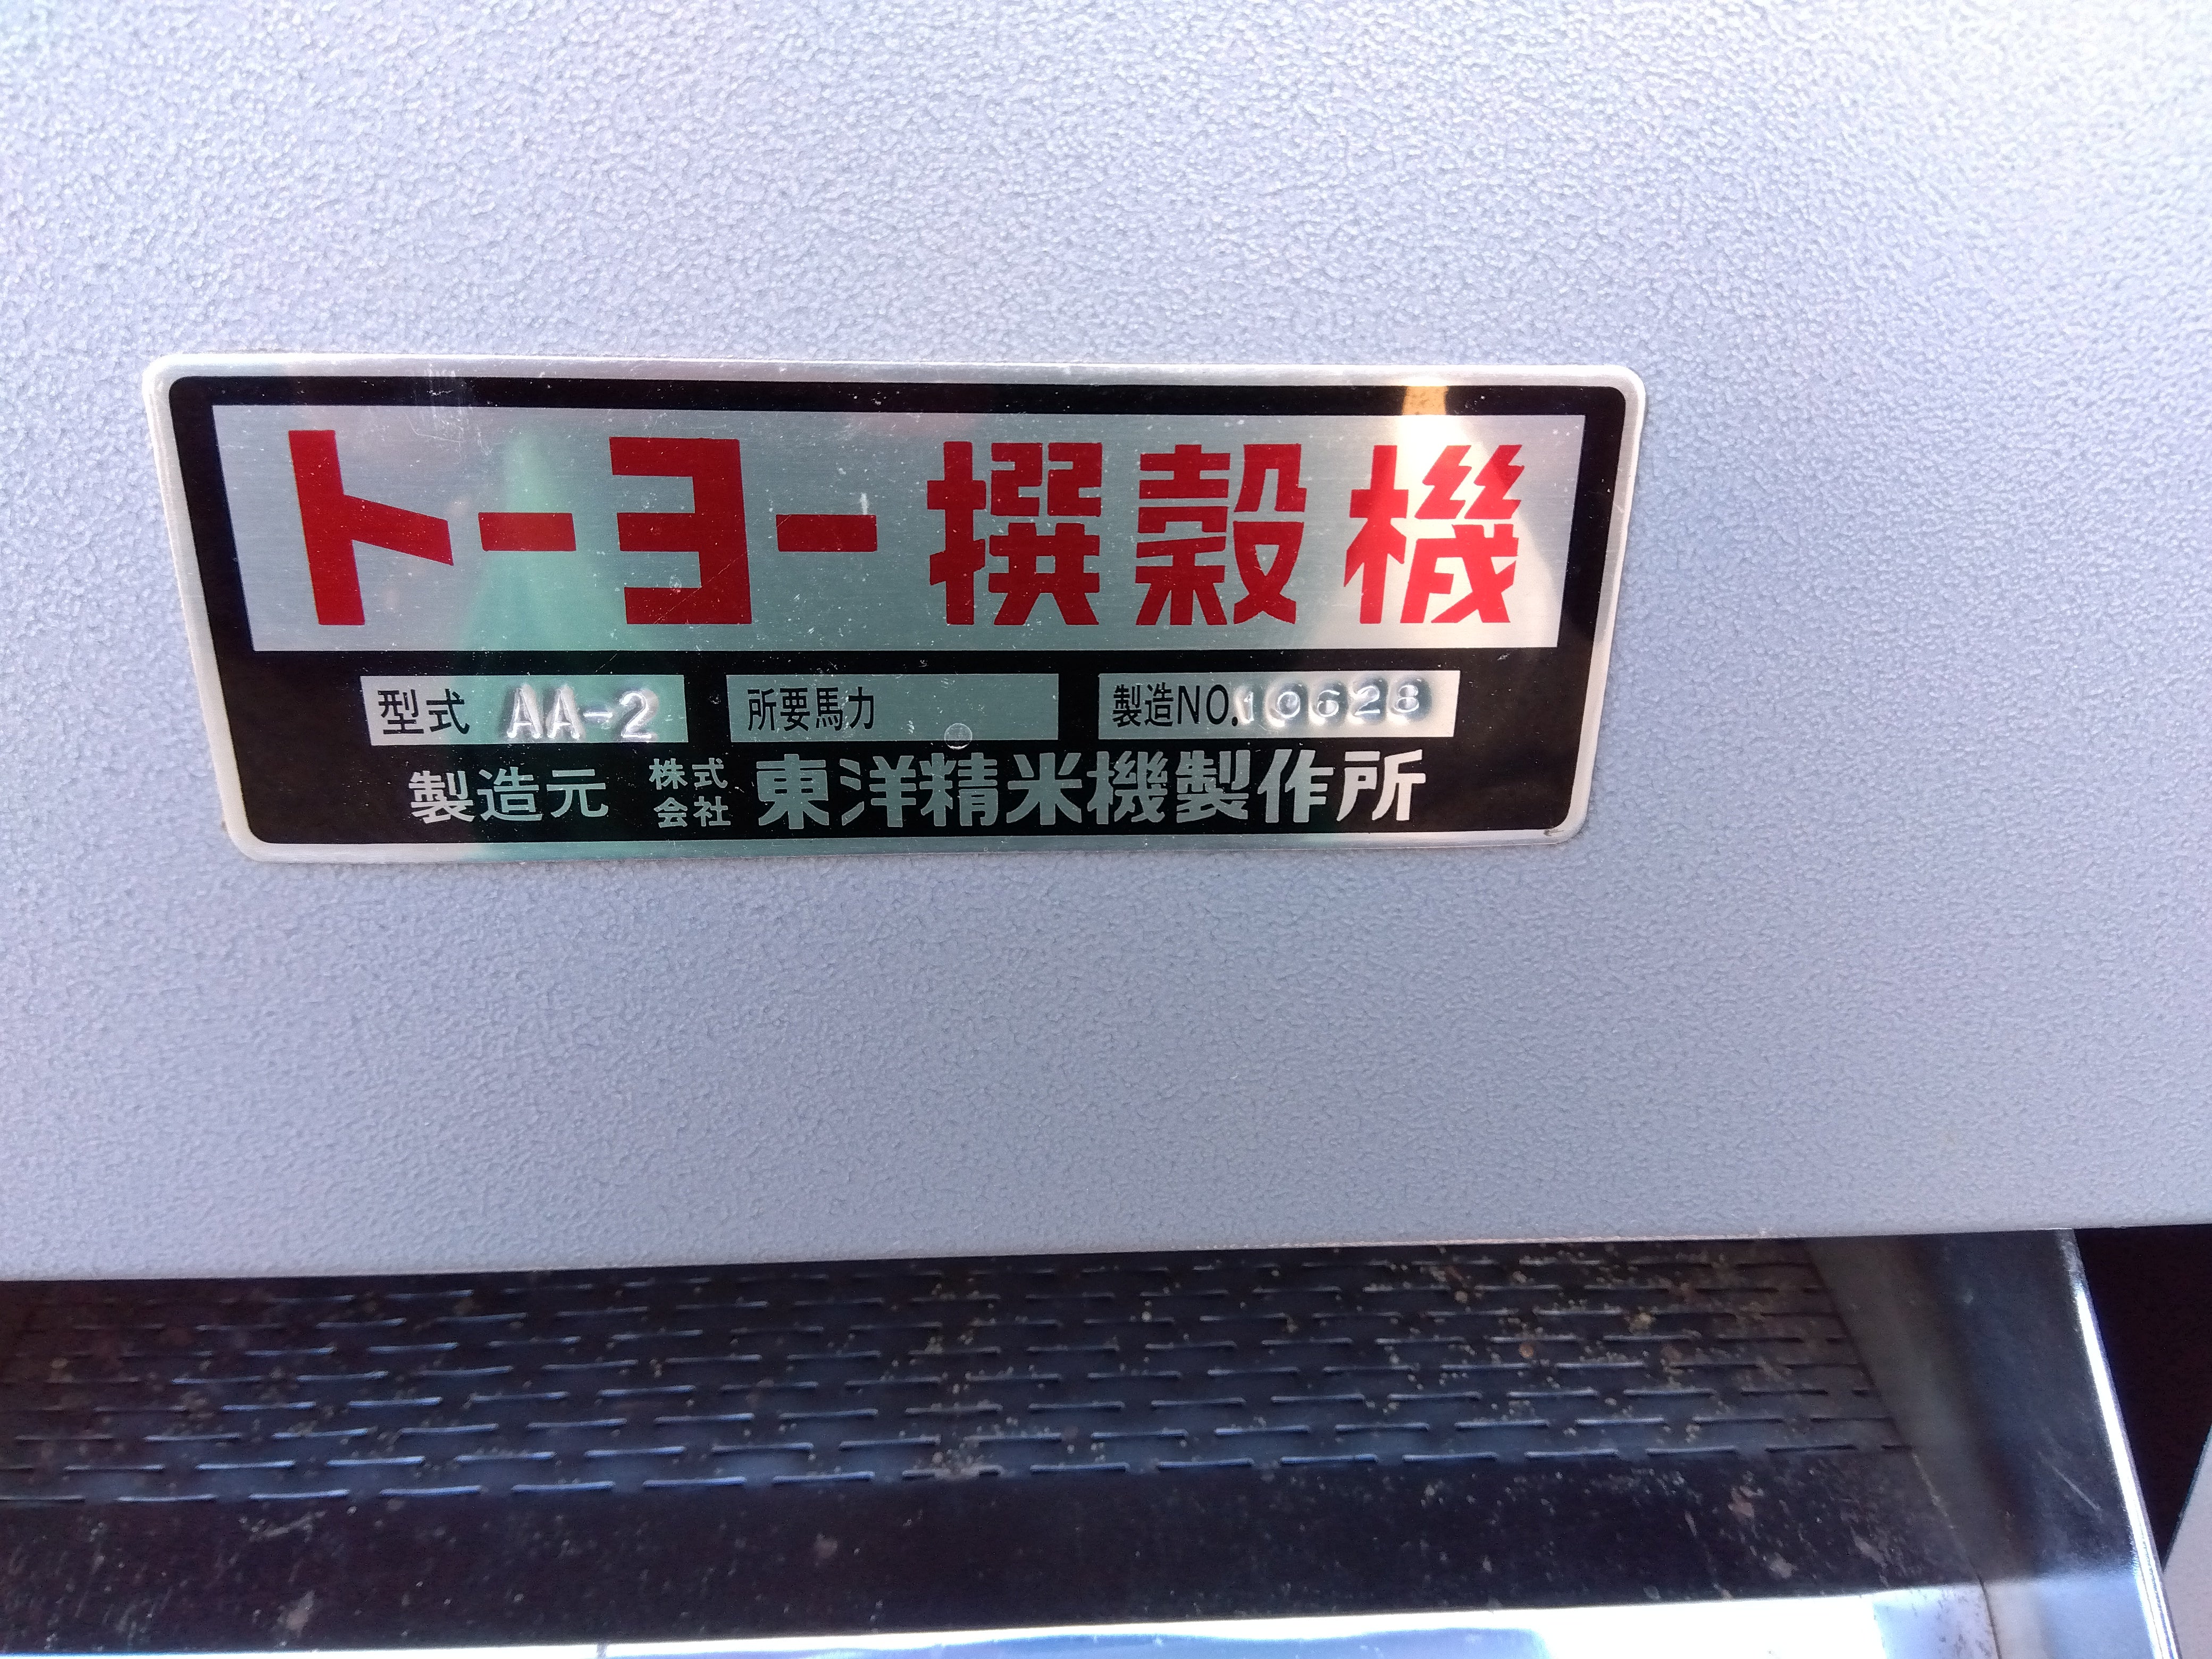 トーヨー撰穀機
型式 AA-2 所要馬力 製造NO.10628
製造元 株式会社 東洋精米機製作所